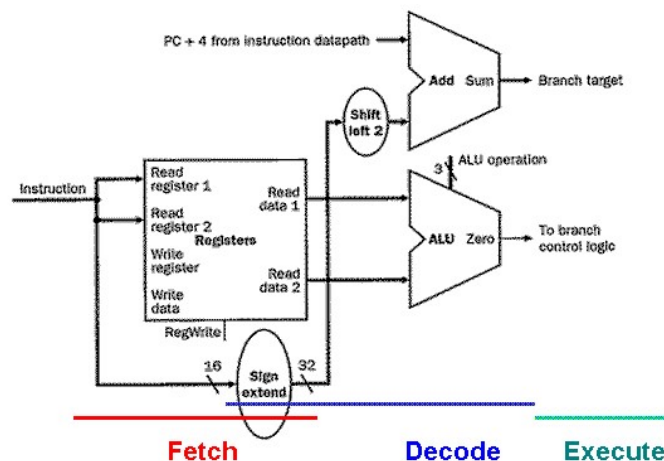 PC + 4 from instruction datapath
Add Sum
Branch target
Shift
left 2
3
ALU operation
Instruction
Read
register 1
Read
register 2
Registers
Write
register
Write
data
Read
data 1
Read
data 2
ALU Zero
To branch
control logic
RegWrite
16
Sign
extend
32
Fetch
Decode
Execute